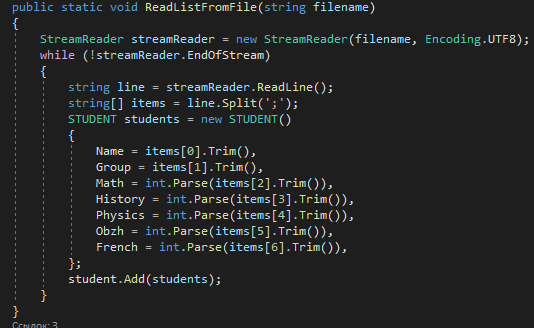 public static void ReadListFromFile(string filename)
{
StreamReader streamReader = new StreamReader(filename, Encoding.UTF8);
while (!streamReader.EndOfStream)
{
string line = streamReader.ReadLine();
string[] items = line.Split(';');
STUDENT students = new STUDENT()
{
Name = items[0].Trim(),
Group = items[1].Trim(),
Math = int.Parse(items[2].Trim()),
History = int.Parse(items[3].Trim()),
Physics = int.Parse(items[4].Trim()),
Obzh = int.Parse(items[5].Trim()),
French = int.Parse(items[6].Trim()),
};
student.Add(students);
}
}
Ссылок: 3